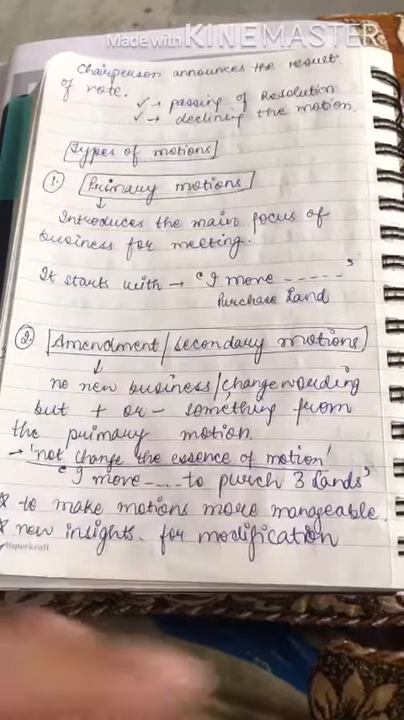 Made with KINEMASTER
Chairperson announces the result
of vote.
✓→ passing of Resolution
✓→ declining the motion.
Types of motions
1. Primary motions
↓
Introduces the main focus of
business for meeting.
It starts with → "I move -----"
Purchase Land
2. Amendment/secondary motions
↓
no new business/change wording
but + or – something from
the primary motion.
→ 'not change the essence of motion'
"I move .... to purch 3 lands"
* to make motions more mangeable.
* new insights. for modification
Paperkraft